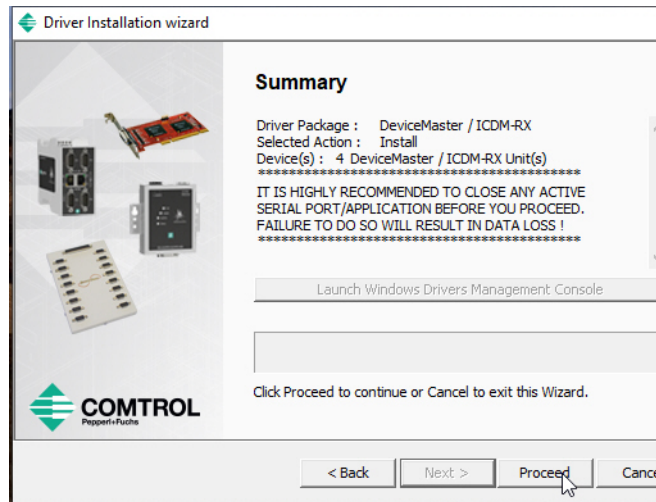 Driver Installation wizard
Summary
Driver Package : DeviceMaster / ICDM-RX
Selected Action : Install
Device(s) : 4 DeviceMaster / ICDM-RX Unit(s)
*******************************************
IT IS HIGHLY RECOMMENDED TO CLOSE ANY ACTIVE
SERIAL PORT/APPLICATION BEFORE YOU PROCEED.
FAILURE TO DO SO WILL RESULT IN DATA LOSS !
*******************************************
Launch Windows Drivers Management Console
Click Proceed to continue or Cancel to exit this Wizard.
COMTROL
Pepperl+Fuchs
< Back
Next >
Proceed
Cance